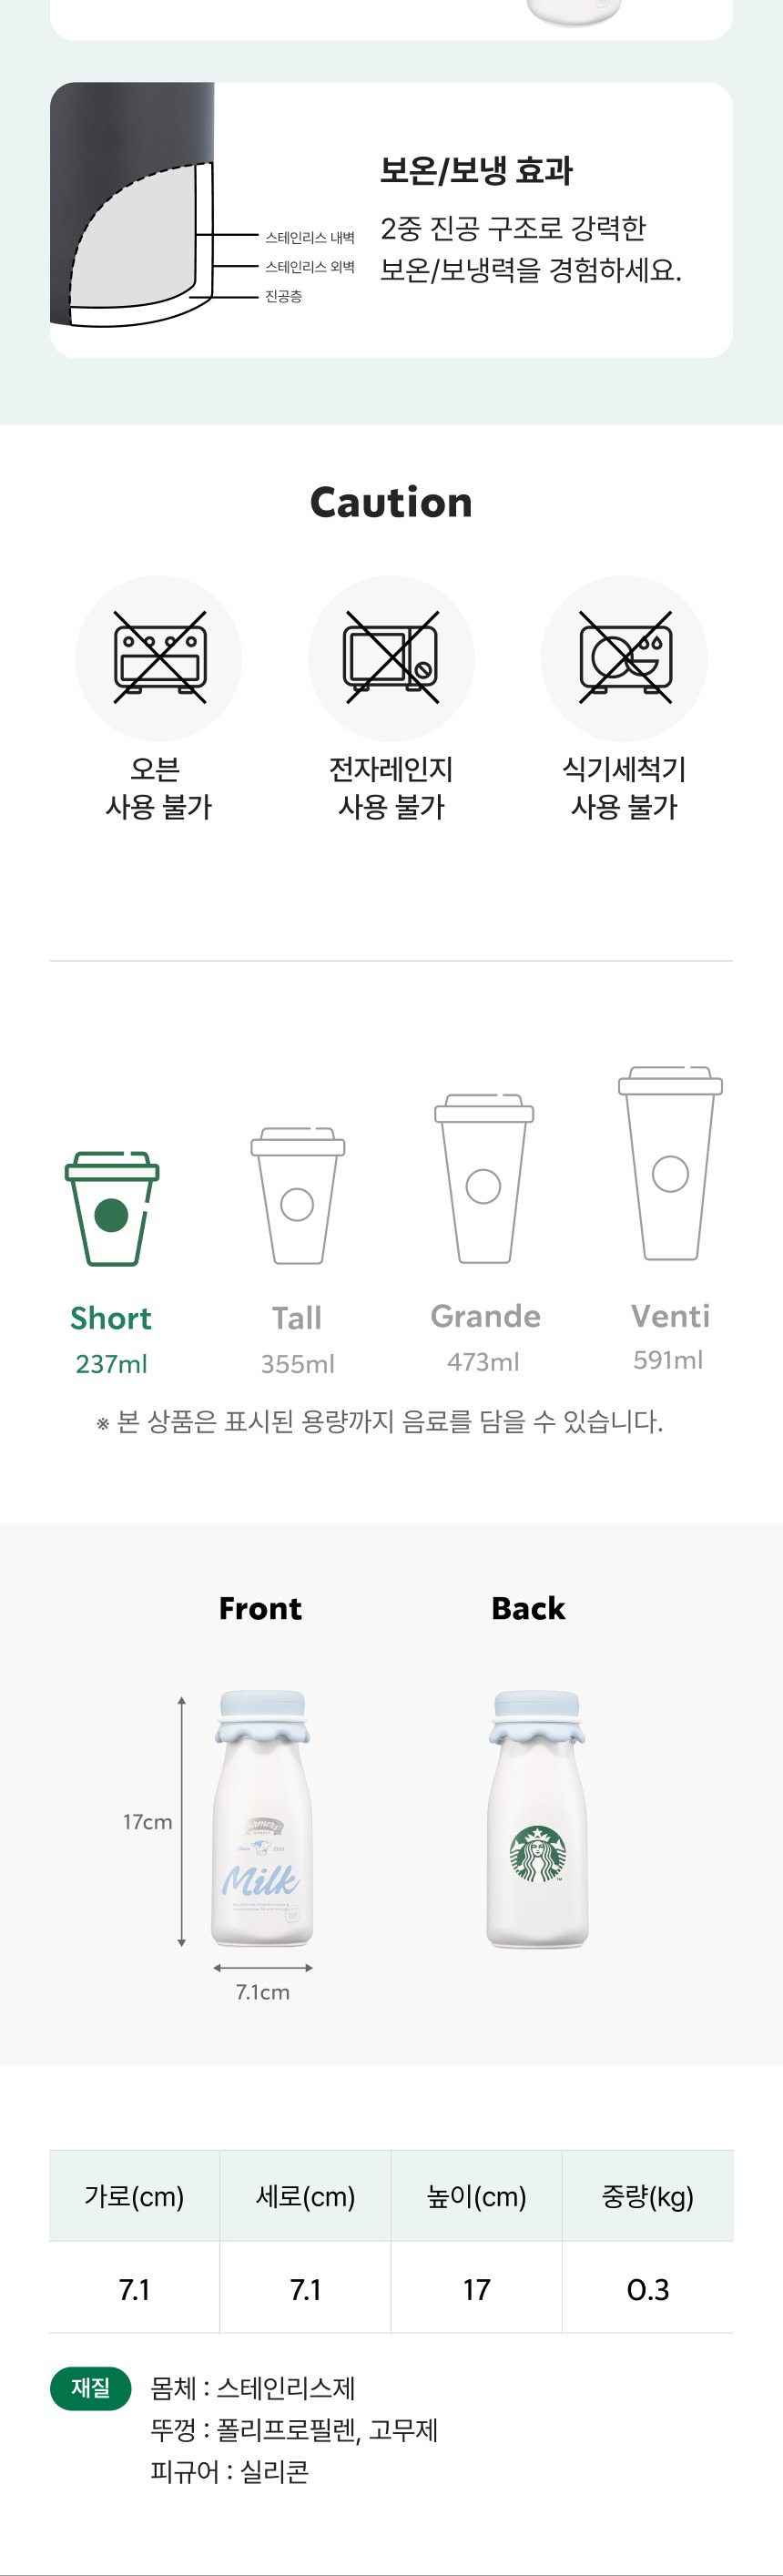 보온/보냉 효과
2중 진공 구조로 강력한
보온/보냉력을 경험하세요.
스테인리스 내벽
스테인리스 외벽
진공층
Caution
오븐
사용 불가
전자레인지
사용 불가
식기세척기
사용 불가
Short
237ml
Tall
355ml
Grande
473ml
Venti
591ml
※ 본 상품은 표시된 용량까지 음료를 담을 수 있습니다.
Front
Back
17cm
Milk
TM
7.1cm
가로(cm) 세로(cm) 높이(cm) 중량(kg)
7.1 7.1 17 0.3
재질
몸체 : 스테인리스제
뚜껑 : 폴리프로필렌, 고무제
피규어 : 실리콘